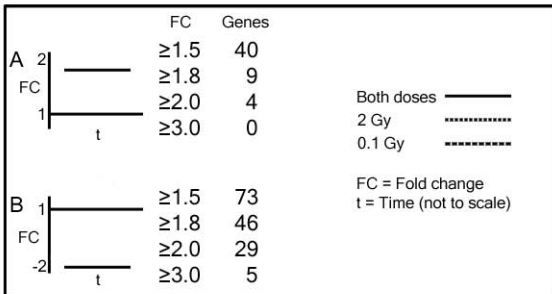 FC Genes
A 2 ≥1.5 40
FC ≥1.8 9
≥2.0 4
1 ≥3.0 0
t
Both doses
2 Gy
0.1 Gy
FC = Fold change
t = Time (not to scale)
B 1 ≥1.5 73
FC ≥1.8 46
≥2.0 29
-2 ≥3.0 5
t